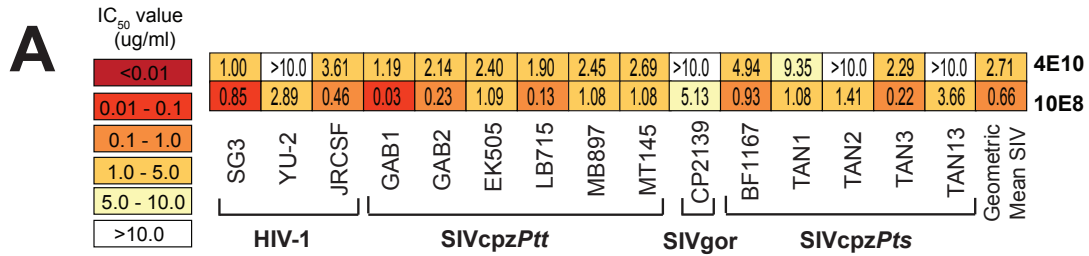 A
IC50 value
(ug/ml)
<0.01
0.01 - 0.1
0.1 - 1.0
1.0 - 5.0
5.0 - 10.0
>10.0
1.00 >10.0 3.61 1.19 2.14 2.40 1.90 2.45 2.69 >10.0 4.94 9.35 >10.0 2.29 >10.0 2.71 4E10
0.85 2.89 0.46 0.03 0.23 1.09 0.13 1.08 1.08 5.13 0.93 1.08 1.41 0.22 3.66 0.66 10E8
SG3
YU-2
JRCSF
GAB1
GAB2
EK505
LB715
MB897
MT145
CP2139
BF1167
TAN1
TAN2
TAN3
TAN13
Geometric
Mean SIV
HIV-1
SIVcpzPtt
SIVgor
SIVcpzPts